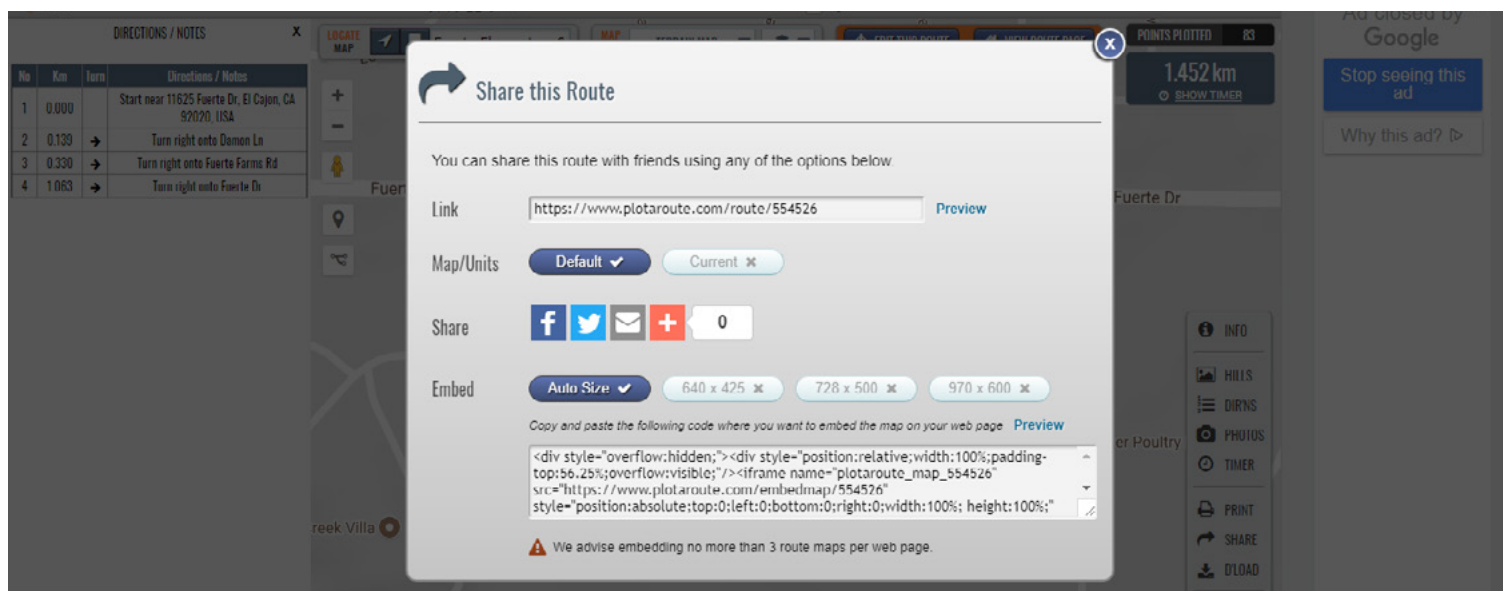 DIRECTIONS / NOTES X
No Km Turn Directions / Notes
1 0.000 Start near 11625 Fuerte Dr, El Cajon, CA
92020, USA
2 0.139 → Turn right onto Damon Ln
3 0.330 → Turn right onto Fuerte Farms Rd
4 1.063 → Turn right onto Fuerte Dr
LOCATE
MAP
MAP
TERRAIN MAP
EDIT THIS ROUTE
VIEW ROUTE PAGE
POINTS PLOTTED 83
1.452 km
SHOW TIMER
Ad closed by
Google
Stop seeing this
ad
Why this ad?
X
Share this Route
You can share this route with friends using any of the options below.
Link https://www.plotaroute.com/route/554526 Preview
Map/Units Default Current
Share 0
Embed Auto Size 640 x 425 728 x 500 970 x 600
Copy and paste the following code where you want to embed the map on your web page Preview
<div style="overflow:hidden;"><div style="position:relative;width:100%;padding-
top:56.25%;overflow:visible;"/><iframe name="plotaroute_map_554526"
src="https://www.plotaroute.com/embedmap/554526"
style="position:absolute;top:0;left:0;bottom:0;right:0;width:100%; height:100%;"
We advise embedding no more than 3 route maps per web page.
Fuer
Fuerte Dr
er Poultry
reek Villa
INFO
HILLS
DIR'NS
PHOTOS
TIMER
PRINT
SHARE
D'LOAD